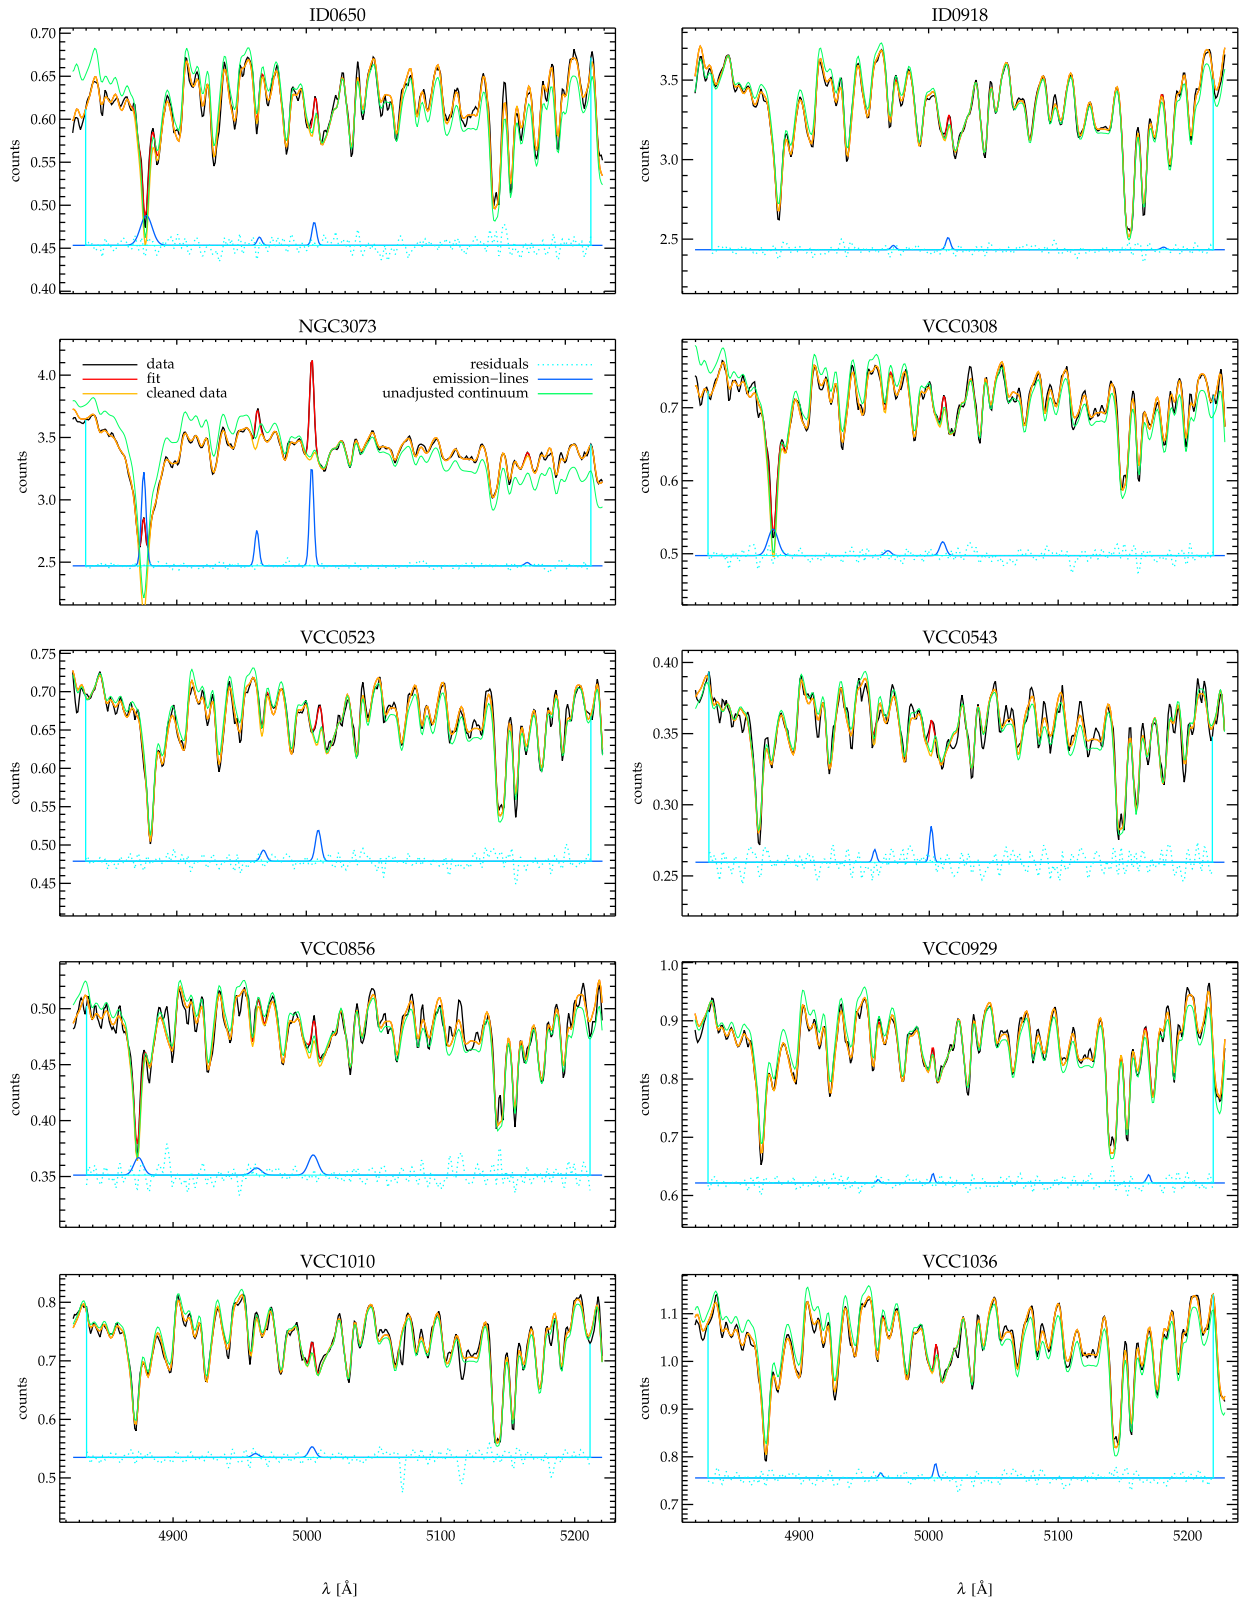 ID0650
ID0918
0.70
0.65
0.60
0.55
0.50
0.45
0.40
counts
3.5
3.0
2.5
counts
NGC3073
VCC0308
data
fit
cleaned data
residuals
emission-lines
unadjusted continuum
4.0
3.5
3.0
2.5
counts
0.7
0.6
0.5
counts
VCC0523
VCC0543
0.75
0.70
0.65
0.60
0.55
0.50
0.45
counts
0.40
0.35
0.30
0.25
counts
VCC0856
VCC0929
0.50
0.45
0.40
0.35
counts
1.0
0.9
0.8
0.7
0.6
counts
VCC1010
VCC1036
0.8
0.7
0.6
0.5
counts
1.1
1.0
0.9
0.8
0.7
counts
4900 5000 5100 5200
4900 5000 5100 5200
λ [Å]
λ [Å]